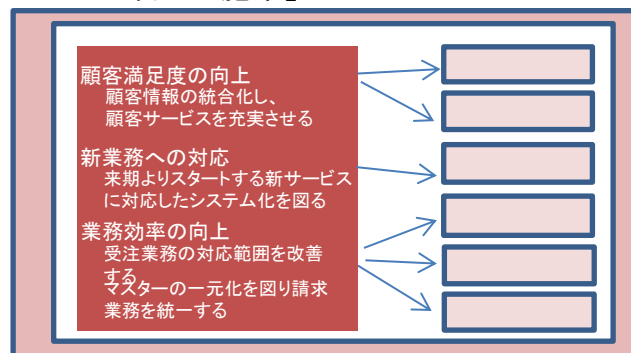 顧客満足度の向上
顧客情報の統合化し、
顧客サービスを充実させる
新業務への対応
来期よりスタートする新サービス
に対応したシステム化を図る
業務効率の向上
受注業務の対応範囲を改善
する
マスターの一元化を図り請求
業務を統一する